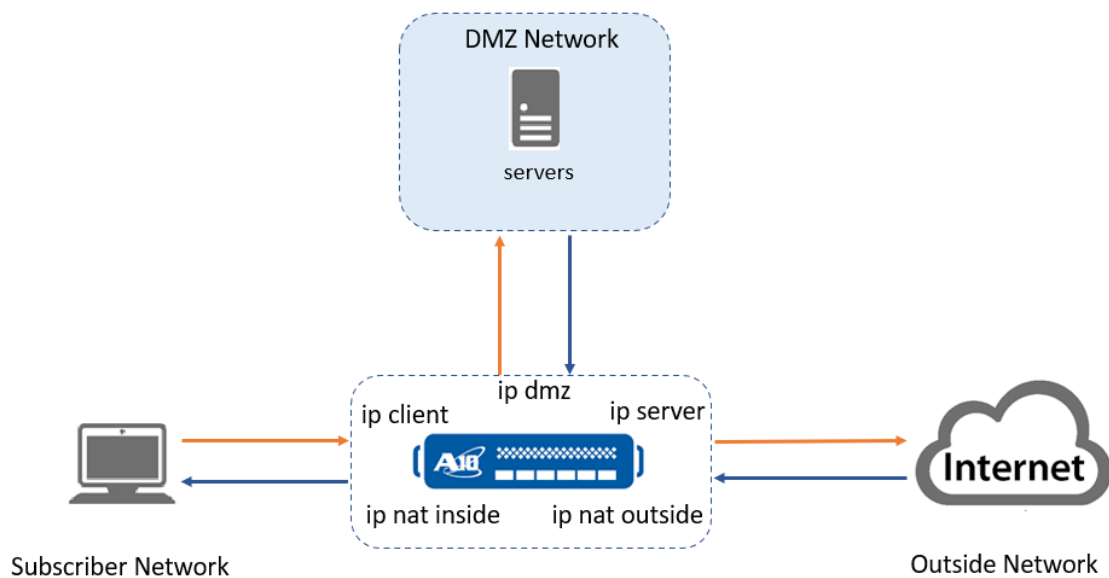 DMZ Network
servers
ip dmz
ip client
ip server
A10
Internet
ip nat inside
ip nat outside
Subscriber Network
Outside Network